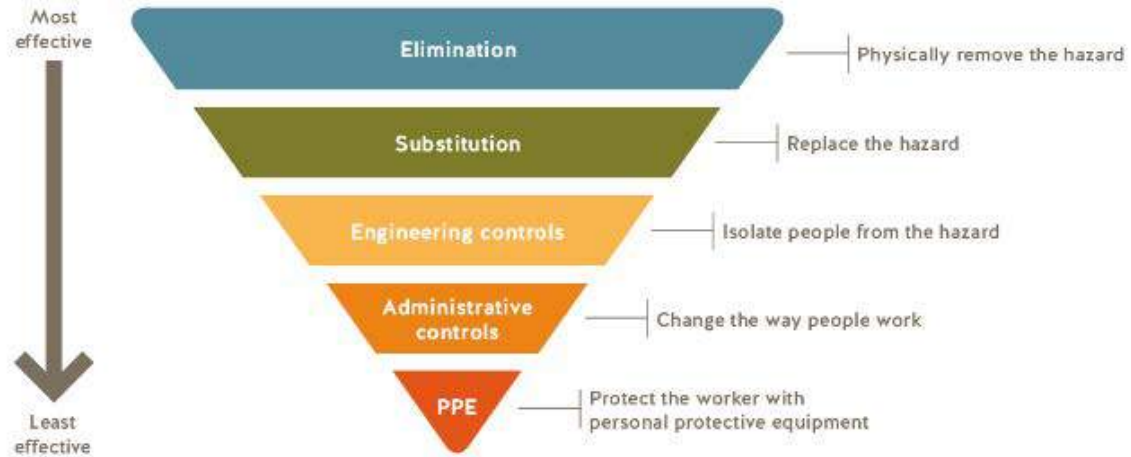 Most
effective
Elimination
Physically remove the hazard
Substitution
Replace the hazard
Engineering controls
Isolate people from the hazard
Administrative
controls
Change the way people work
PPE
Protect the worker with
personal protective equipment
Least
effective